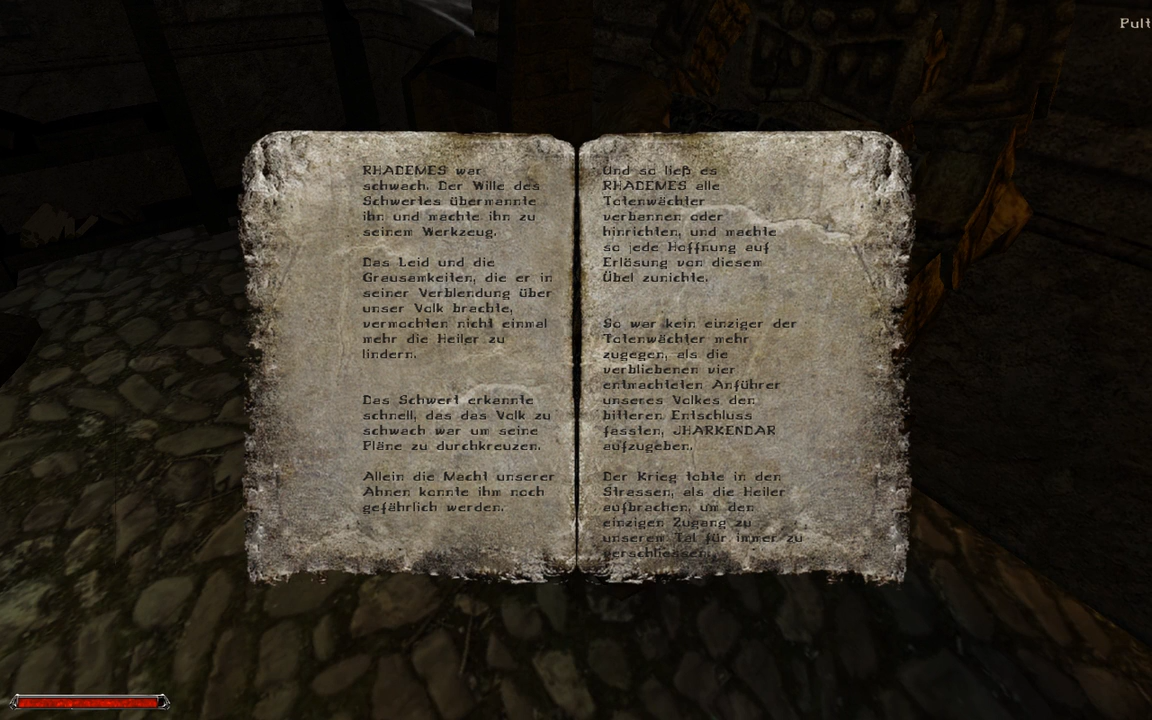 Pult
RHADEMES war
schwach. Der Wille des
Schwertes übermannte
ihn und machte ihn zu
seinem Werkzeug.
Das Leid und die
Grausamkeiten, die er in
seiner Verblendung über
unser Volk brachte,
vermochten nicht einmal
mehr die Heiler zu
lindern.
Das Schwert erkannte
schnell, das das Volk zu
schwach war um seine
Pläne zu durchkreuzen.
Allein die Macht unserer
Ahnen konnte ihm noch
gefährlich werden.
Und so ließ es
RHADEMES alle
Totenwächter
verbannen oder
hinrichten, und machte
so jede Hoffnung auf
Erlösung von diesem
Übel zunichte.
So war kein einziger der
Totenwächter mehr
zugegen, als die
verbliebenen vier
entmachteten Anführer
unseres Volkes den
bitteren Entschluss
fassten, JHARKENDAR
aufzugeben.
Der Krieg tobte in den
Strassen, als die Heiler
aufbrachen, um den
einzigen Zugang zu
unserem Tal für immer zu
verschliessen.